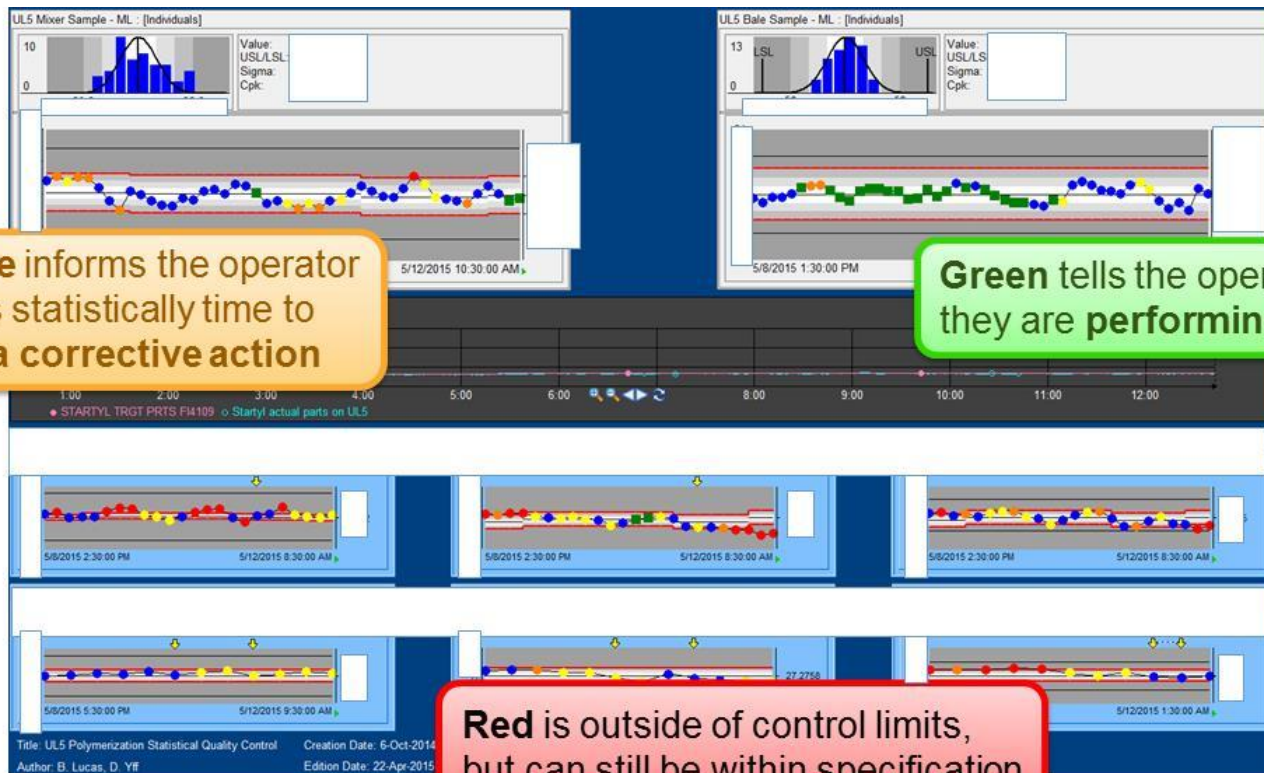 UL5 Mixer Sample - ML : [Individuals]
10
0
Value:
USL/LSL:
Sigma:
Cpk:
5/12/2015 10:30:00 AM
UL5 Bale Sample - ML : [Individuals]
13
0
LSL
USL
Value:
USL/LS
Sigma:
Cpk:
5/8/2015 1:30:00 PM
e informs the operator
s statistically time to
a corrective action
Green tells the oper
they are performin
1:00 2:00 3:00 4:00 5:00 6:00 8:00 9:00 10:00 11:00 12:00
STARTYL TRGT PRTS FI4109 Startyl actual parts on UL5
5/8/2015 2:30:00 PM 5/12/2015 8:30:00 AM
5/8/2015 2:30:00 PM 5/12/2015 8:30:00 AM
5/8/2015 2:30:00 PM 5/12/2015 8:30:00 AM
5/8/2015 5:30:00 PM 5/12/2015 9:30:00 AM
27.2758
5/12/2015 1:30:00 AM
Red is outside of control limits,
but can still be within specification
Title: UL5 Polymerization Statistical Quality Control Creation Date: 6-Oct-2014
Author: B. Lucas, D. Yff Edition Date: 22-Apr-2015